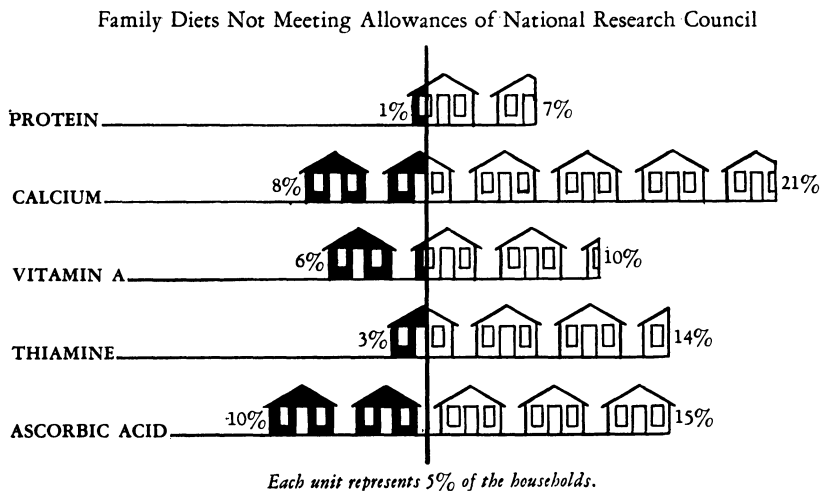 Family Diets Not Meeting Allowances of National Research Council
PROTEIN 1% 7%
CALCIUM 8% 21%
VITAMIN A 6% 10%
THIAMINE 3% 14%
ASCORBIC ACID 10% 15%
Each unit represents 5% of the households.